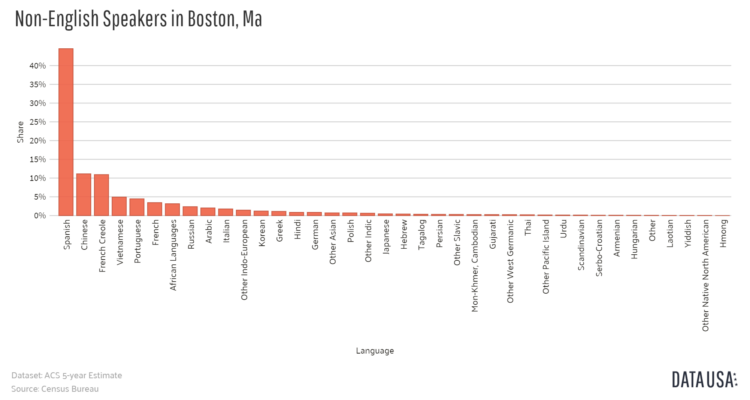 Non-English Speakers in Boston, Ma
40%
35%
30%
25%
20%
15%
10%
5%
0%
Share
Spanish
Chinese
French Creole
Vietnamese
Portuguese
French
African Languages
Russian
Arabic
Italian
Other Indo-European
Korean
Greek
Hindi
German
Other Asian
Polish
Other Indic
Japanese
Hebrew
Tagalog
Persian
Other Slavic
Mon-Khmer, Cambodian
Gujarati
Other West Germanic
Thai
Other Pacific Island
Urdu
Scandinavian
Serbo-Croatian
Armenian
Hungarian
Other
Laotian
Yiddish
Other Native North American
Hmong
Language
Dataset: ACS 5-year Estimate
Source: Census Bureau
DATA USA: